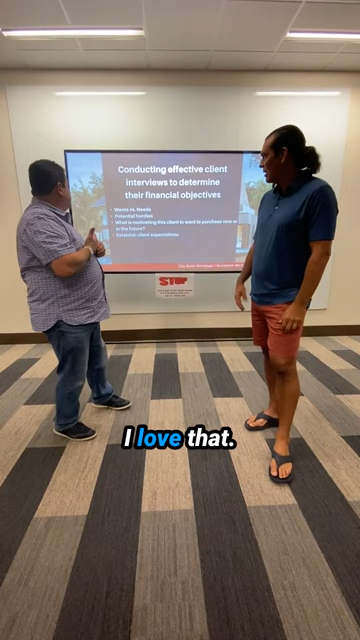 Conducting effective client
interviews to determine
their financial objectives
• Wants vs. Needs
• Potential hurdles
• What is motivating this client to want to purchase now or
in the future?
• Establish client expectations
STOP
I love that.